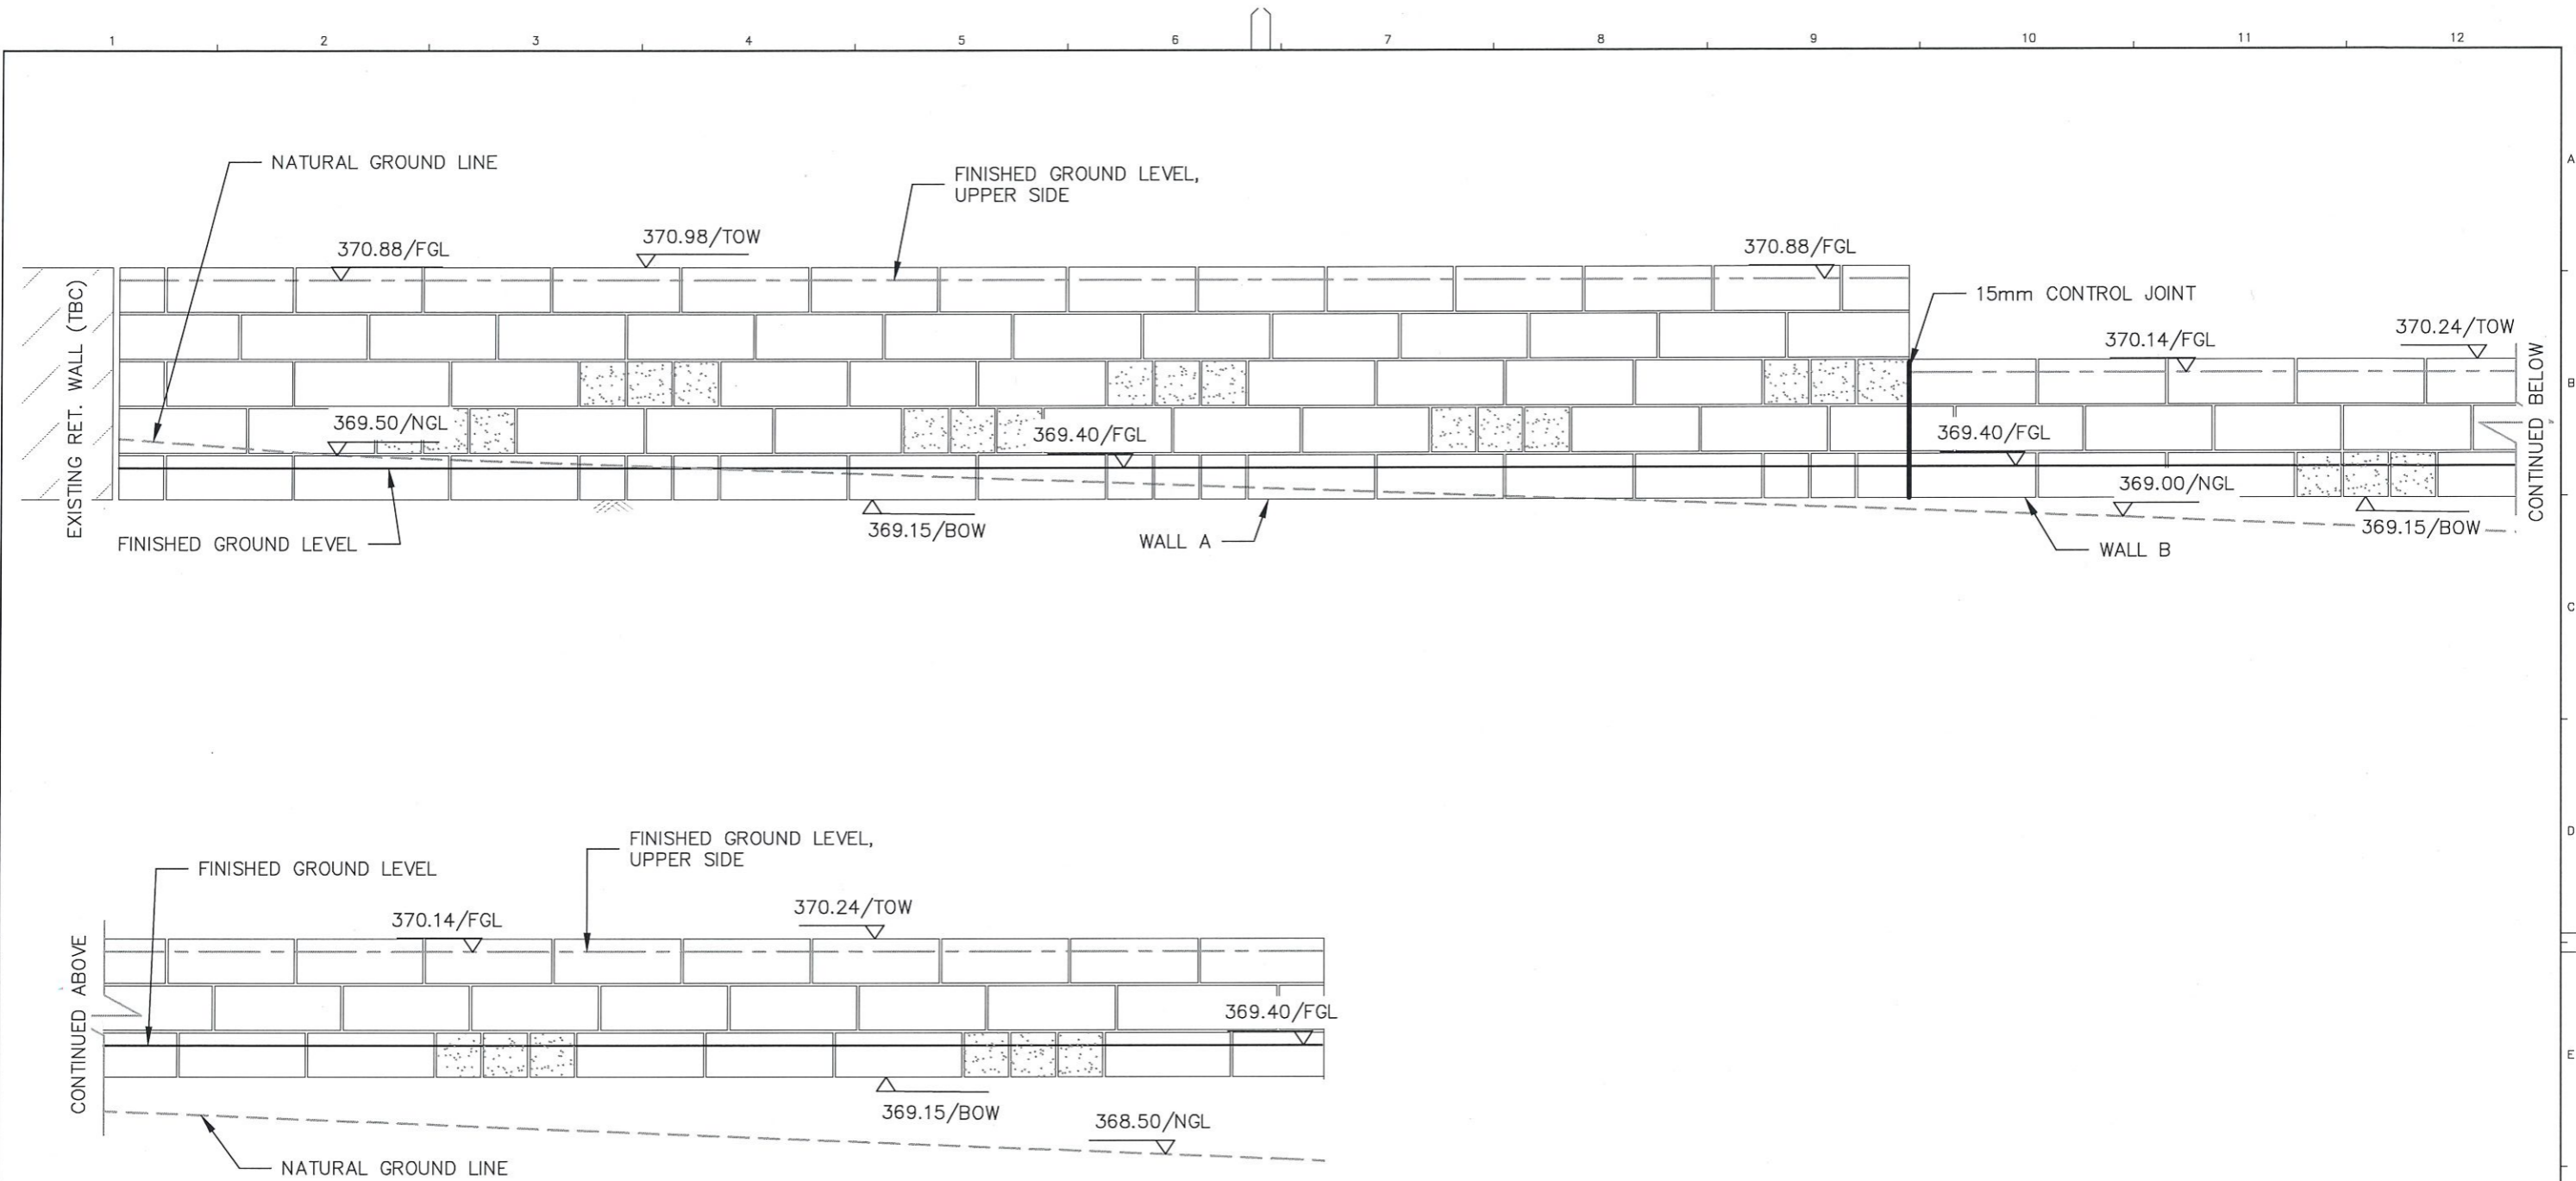 1 2 3 4 5 6 7 8 9 10 11 12
A
NATURAL GROUND LINE
FINISHED GROUND LEVEL,
UPPER SIDE
370.88/FGL
370.98/TOW
370.88/FGL
15mm CONTROL JOINT
370.14/FGL
370.24/TOW
EXISTING RET. WALL (TBC)
B
CONTINUED BELOW
369.50/NGL
369.40/FGL
369.40/FGL
369.00/NGL
FINISHED GROUND LEVEL
369.15/BOW
WALL A
369.15/BOW
WALL B
C
D
FINISHED GROUND LEVEL,
UPPER SIDE
FINISHED GROUND LEVEL
370.14/FGL
370.24/TOW
CONTINUED ABOVE
369.40/FGL
E
369.15/BOW
368.50/NGL
NATURAL GROUND LINE